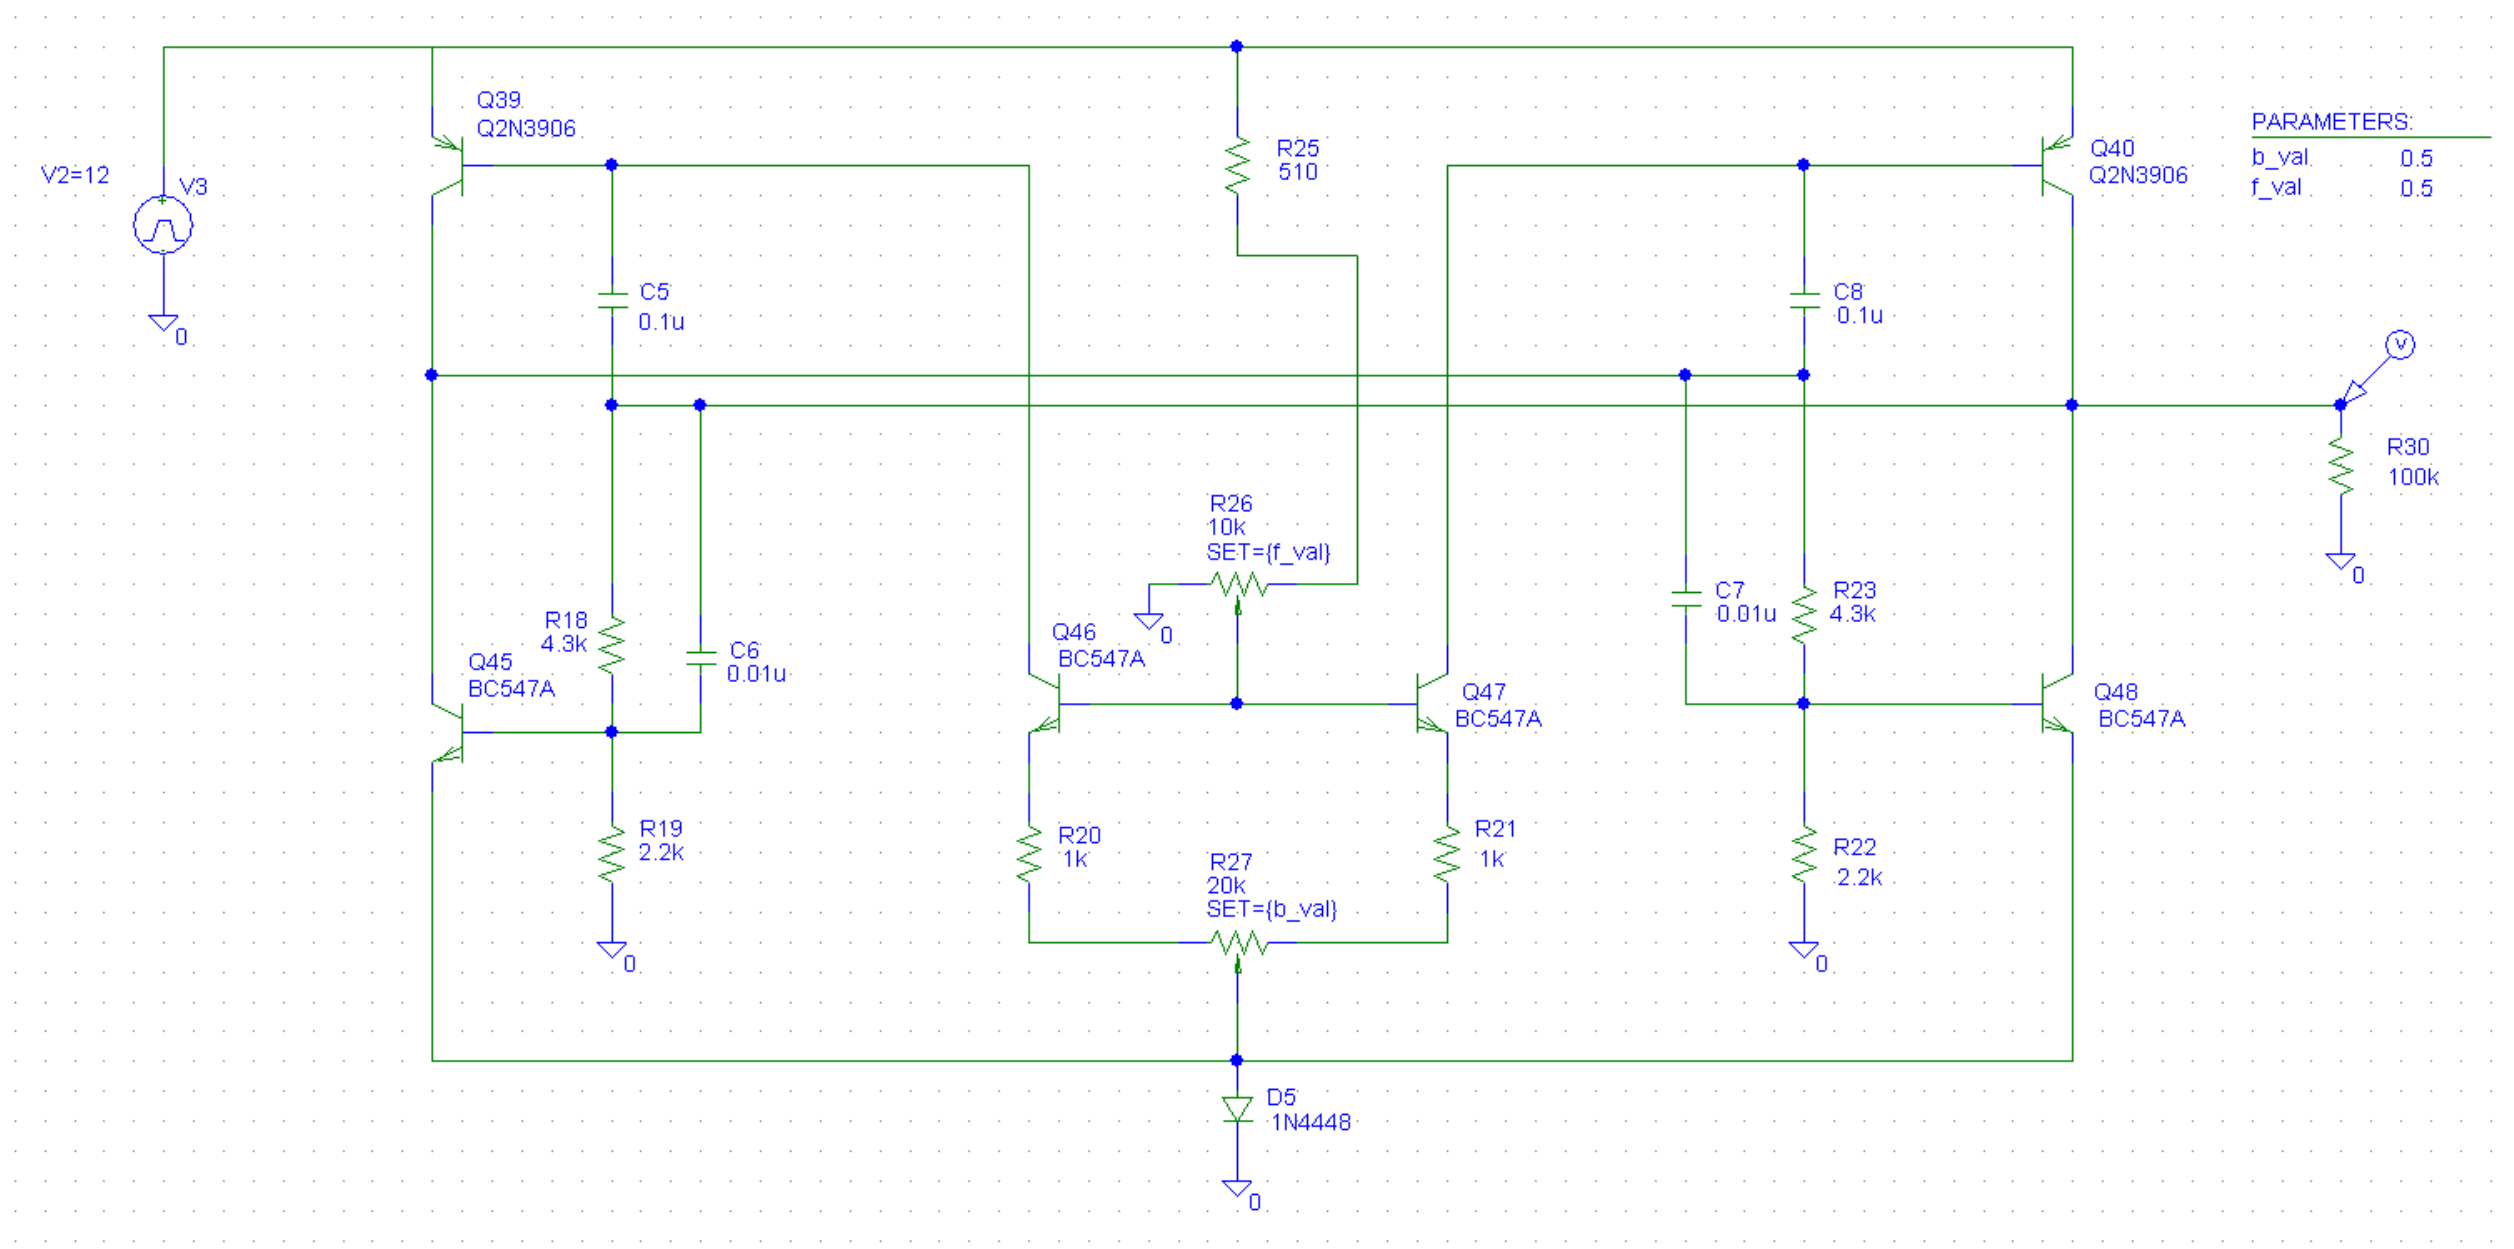 Q39
Q2N3906
V2=12
V3
0
R25
510
Q40
Q2N3906
PARAMETERS:
b_val 0.5
f_val 0.5
C5
0.1u
C8
0.1u
V
R30
100k
0
R26
10k
SET={f_val}
0
R18
4.3k
C6
0.01u
Q45
BC547A
Q46
BC547A
Q47
BC547A
C7
0.01u
R23
4.3k
Q48
BC547A
R19
2.2k
0
R20
1k
R27
20k
SET={b_val}
R21
1k
R22
2.2k
0
D5
1N4448
0